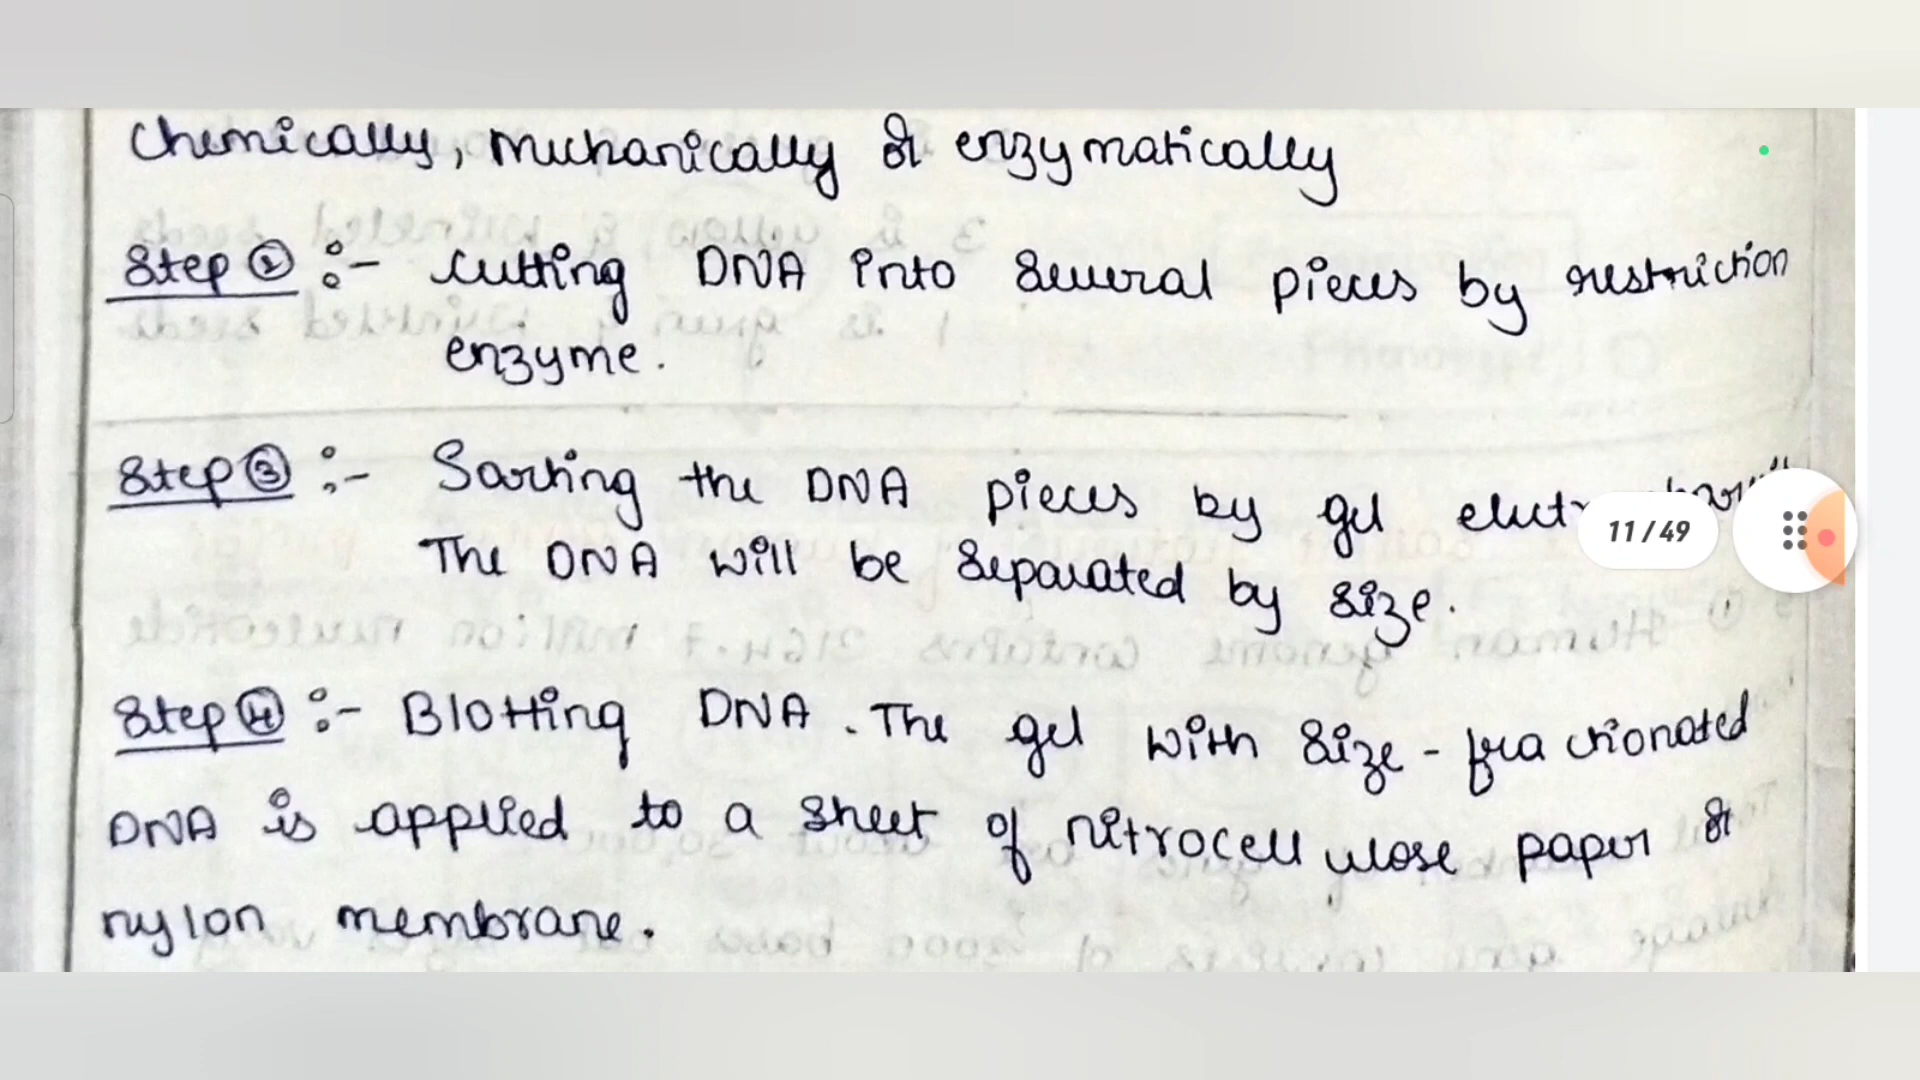 Chemically, Mechanically or enzymatically
Step ② :- Cutting DNA into several pieces by restriction
enzyme.
Step ③ :- Sorting the DNA pieces by gel
The DNA will be separated by size.
Step ④ :- Blotting DNA. The gel with size-fractionated
DNA is applied to a sheet of nitrocellulose paper or
nylon membrane.
11/49